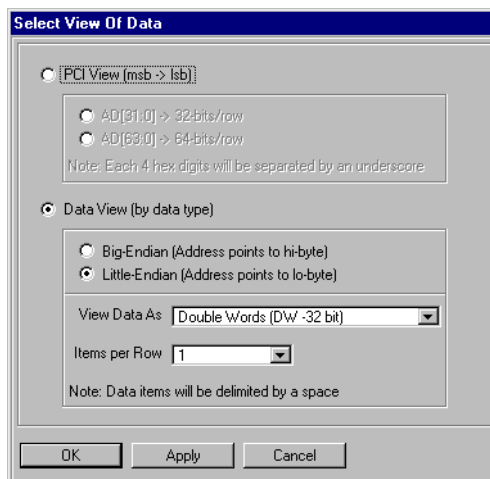 Select View Of Data
PCI View (msb -> lsb)
AD[31:0] -> 32-bits/row
AD[63:0] -> 64-bits/row
Note: Each 4 hex digits will be separated by an underscore
Data View (by data type)
Big-Endian (Address points to hi-byte)
Little-Endian (Address points to lo-byte)
View Data As Double Words (DW -32 bit)
Items per Row 1
Note: Data items will be delimited by a space
OK Apply Cancel